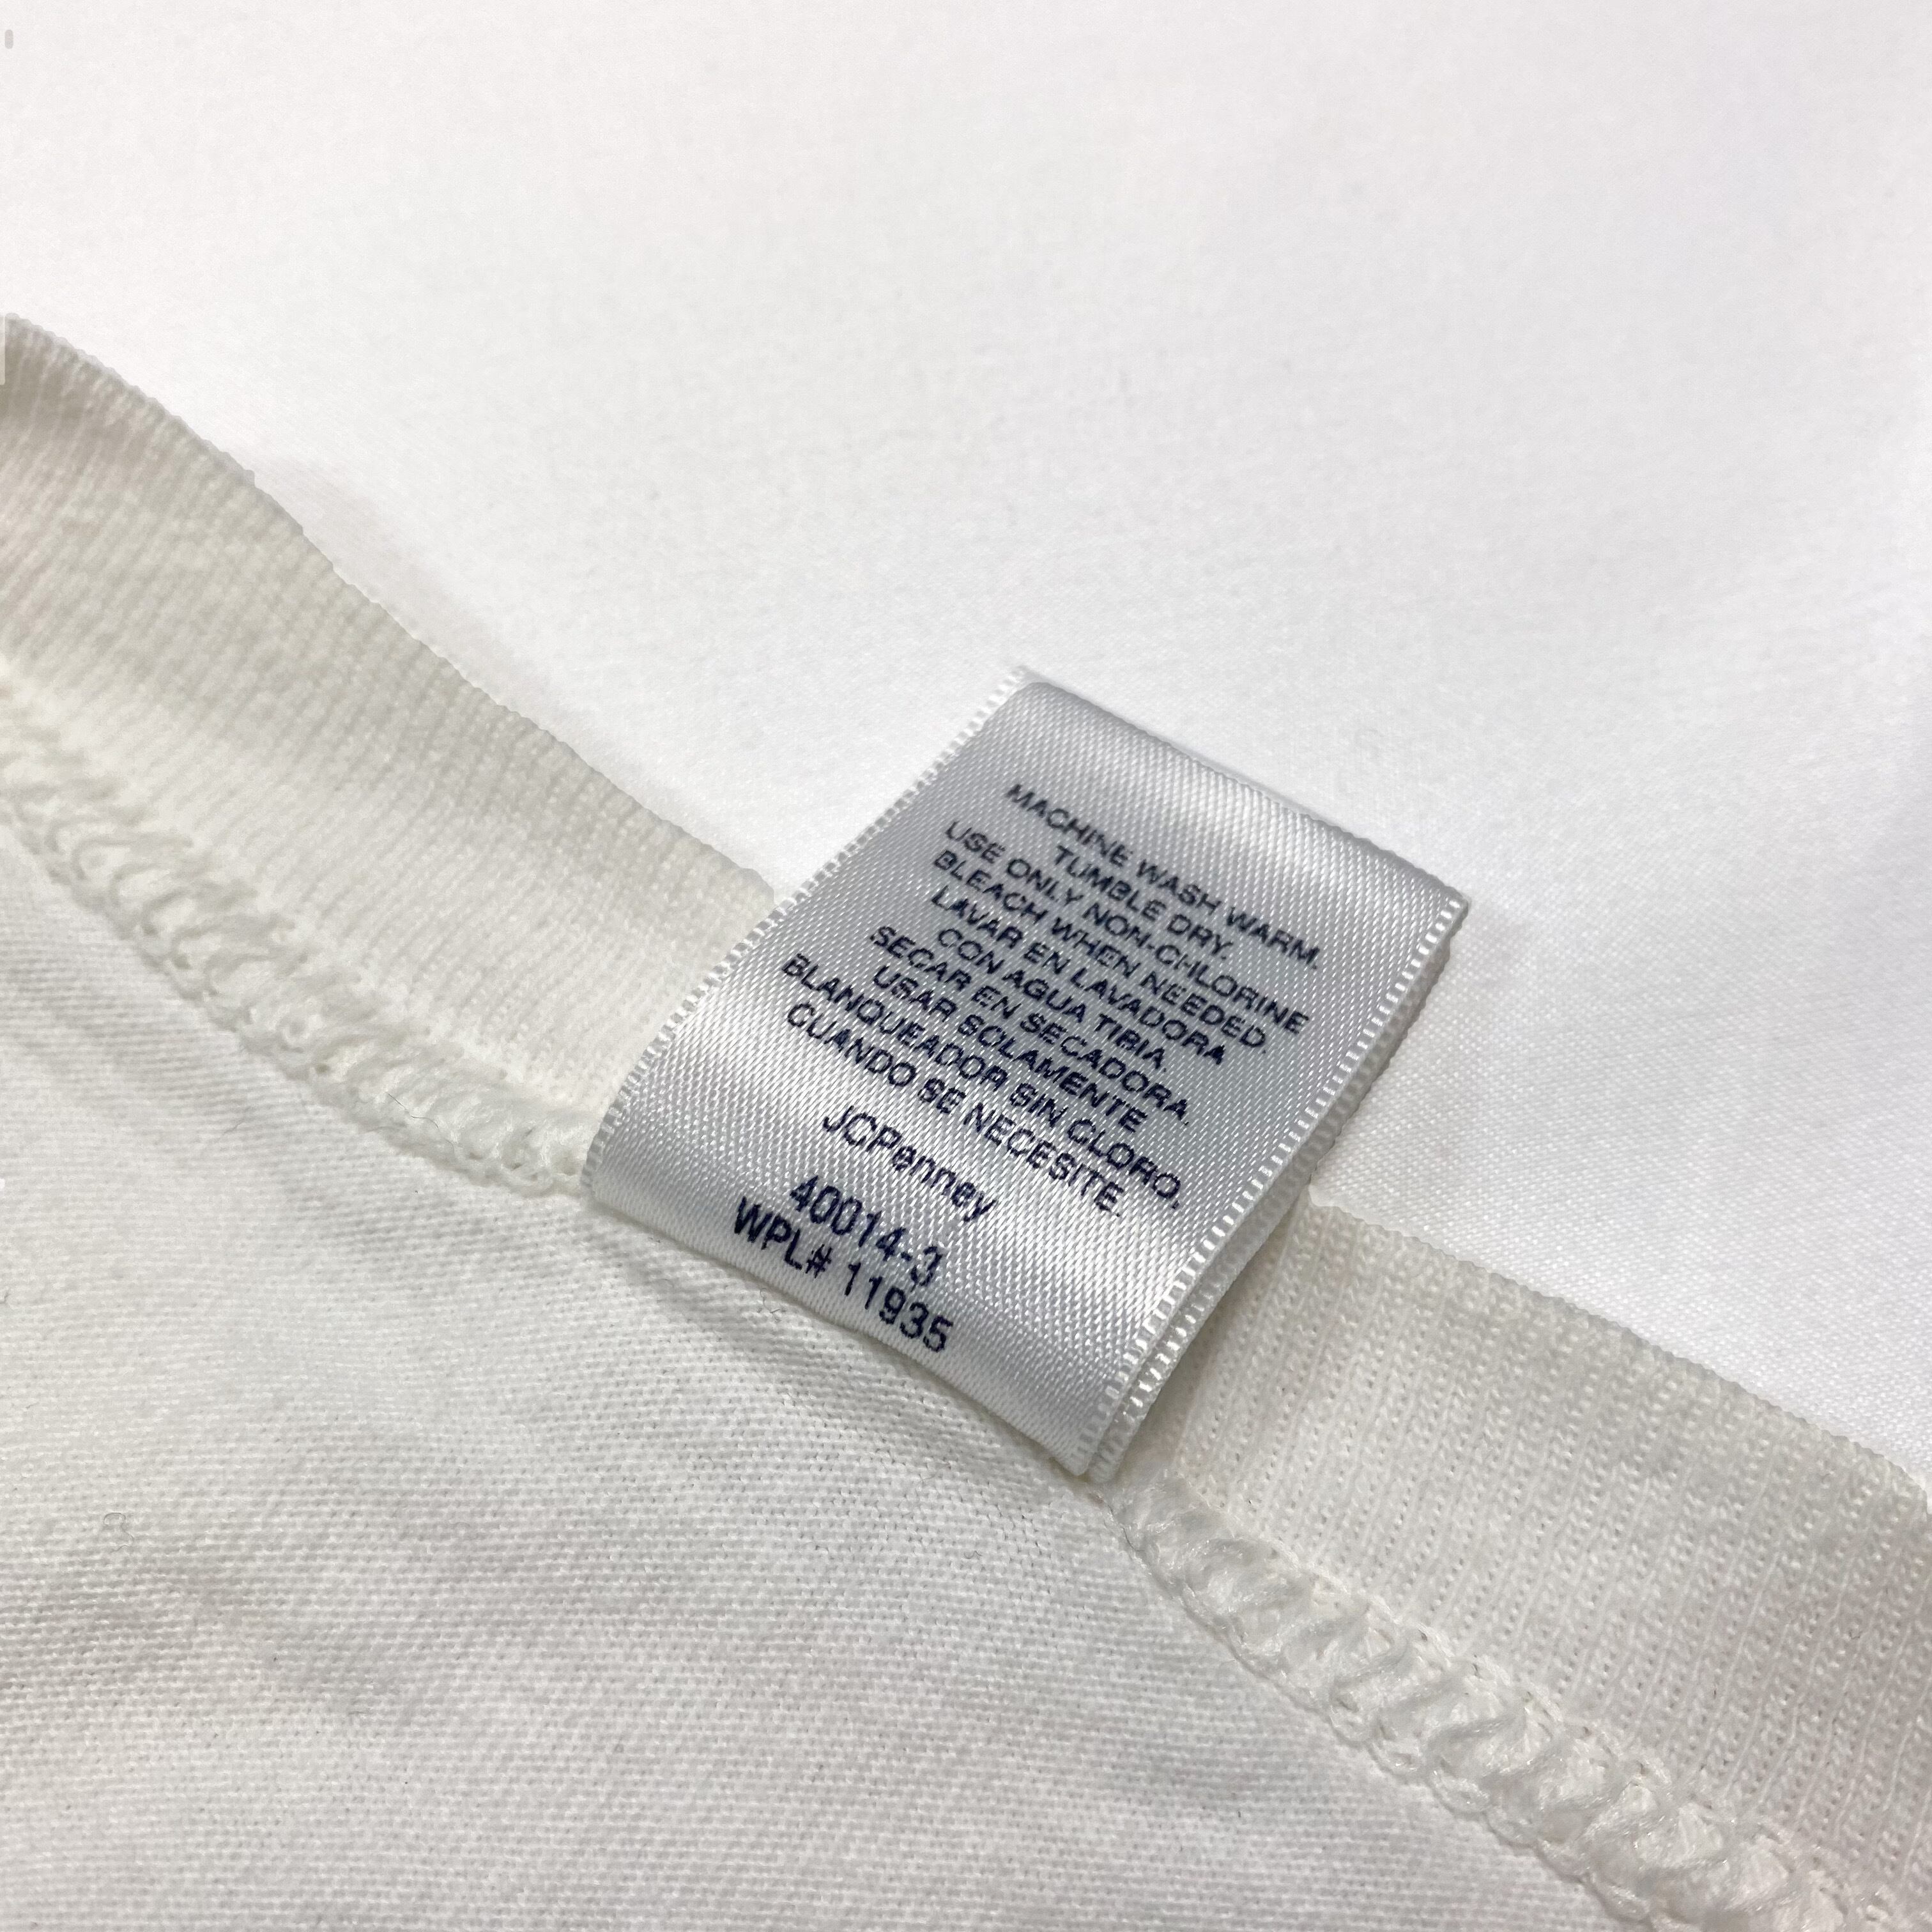 MACHINE WASH WARM.
TUMBLE DRY.
USE ONLY NON-CHLORINE
BLEACH WHEN NEEDED.
LAVAR EN LAVADORA
CON AGUA TIBIA.
SECAR EN SECADORA.
USAR SOLAMENTE
BLANQUEADOR SIN CLORO,
CUANDO SE NECESITE.
JCPenney
40014-3
WPL# 11935